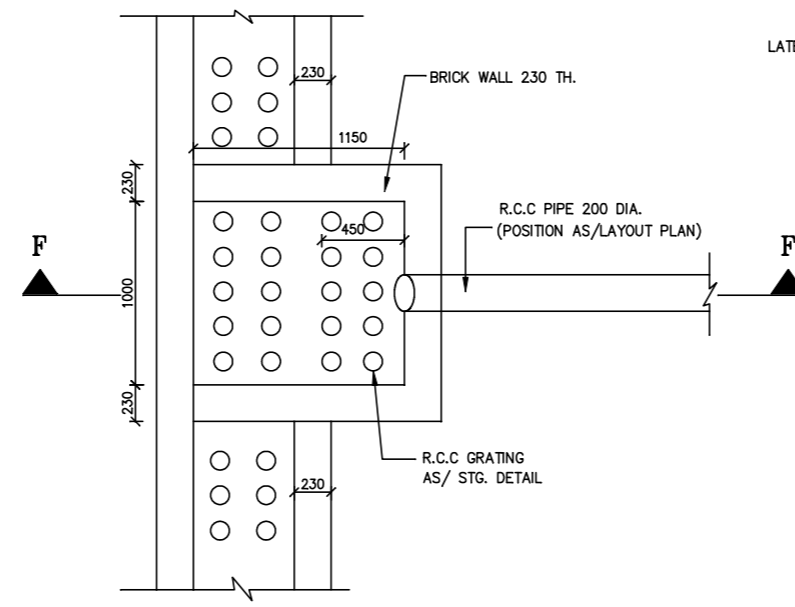 LATE
230
BRICK WALL 230 TH.
1150
230
R.C.C PIPE 200 DIA.
(POSITION AS/LAYOUT PLAN)
450
F
F
1000
230
R.C.C GRATING
AS/ STG. DETAIL
230